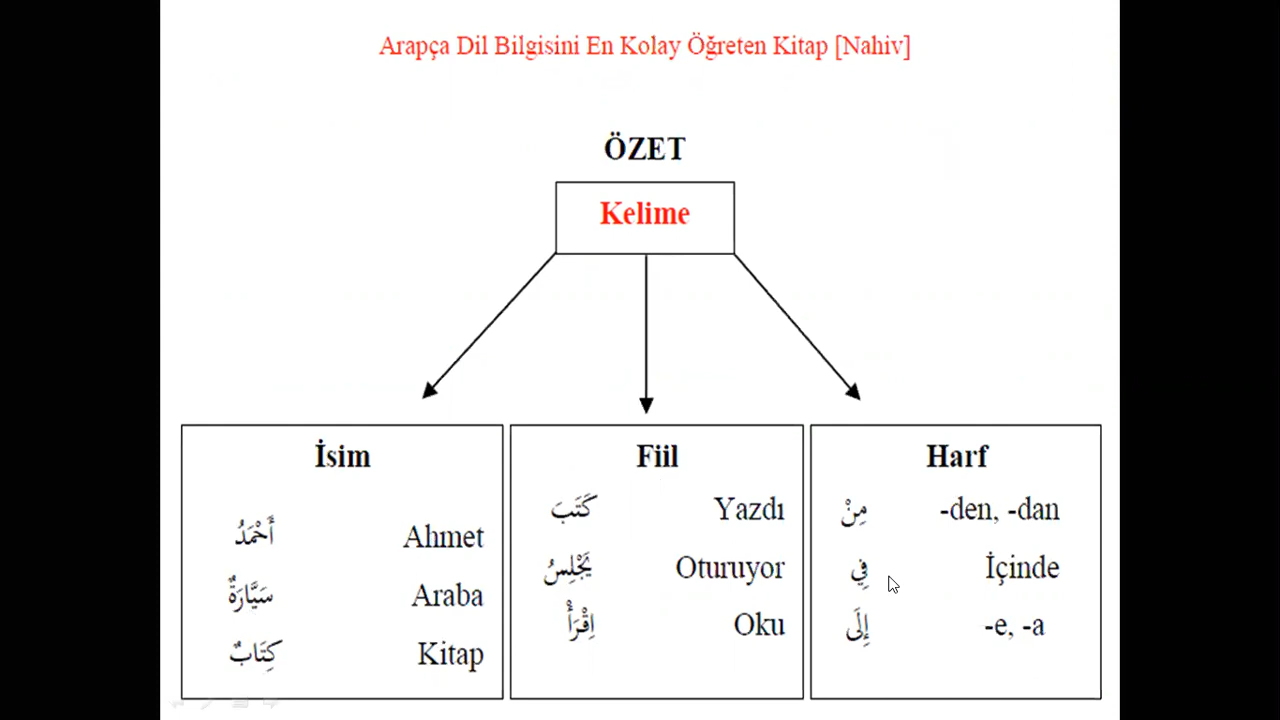 Arapça Dil Bilgisini En Kolay Öğreten Kitap [Nahiv]
ÖZET
Kelime
İsim
أَحْمَدُ Ahmet
سَيَّارَةٌ Araba
كِتَابٌ Kitap
Fiil
كَتَبَ Yazdı
يَجْلِسُ Oturuyor
اِقْرَأْ Oku
Harf
مِنْ -den, -dan
فِي İçinde
إِلَى -e, -a